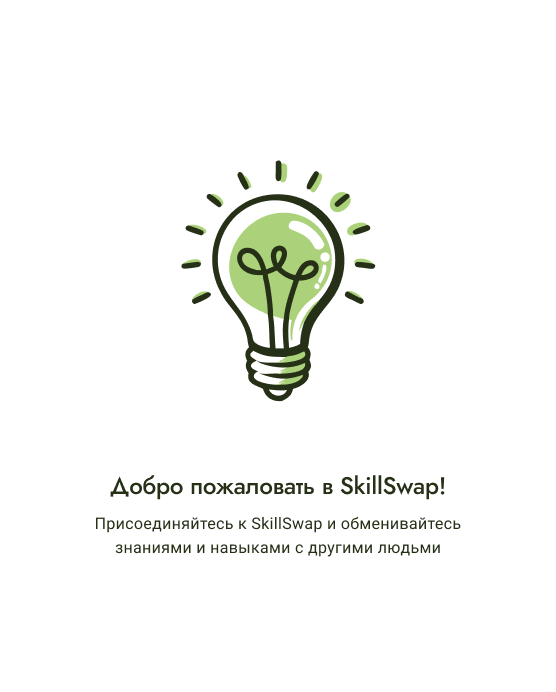 Добро пожаловать в SkillSwap!
Присоединяйтесь к SkillSwap и обменивайтесь
знаниями и навыками с другими людьми